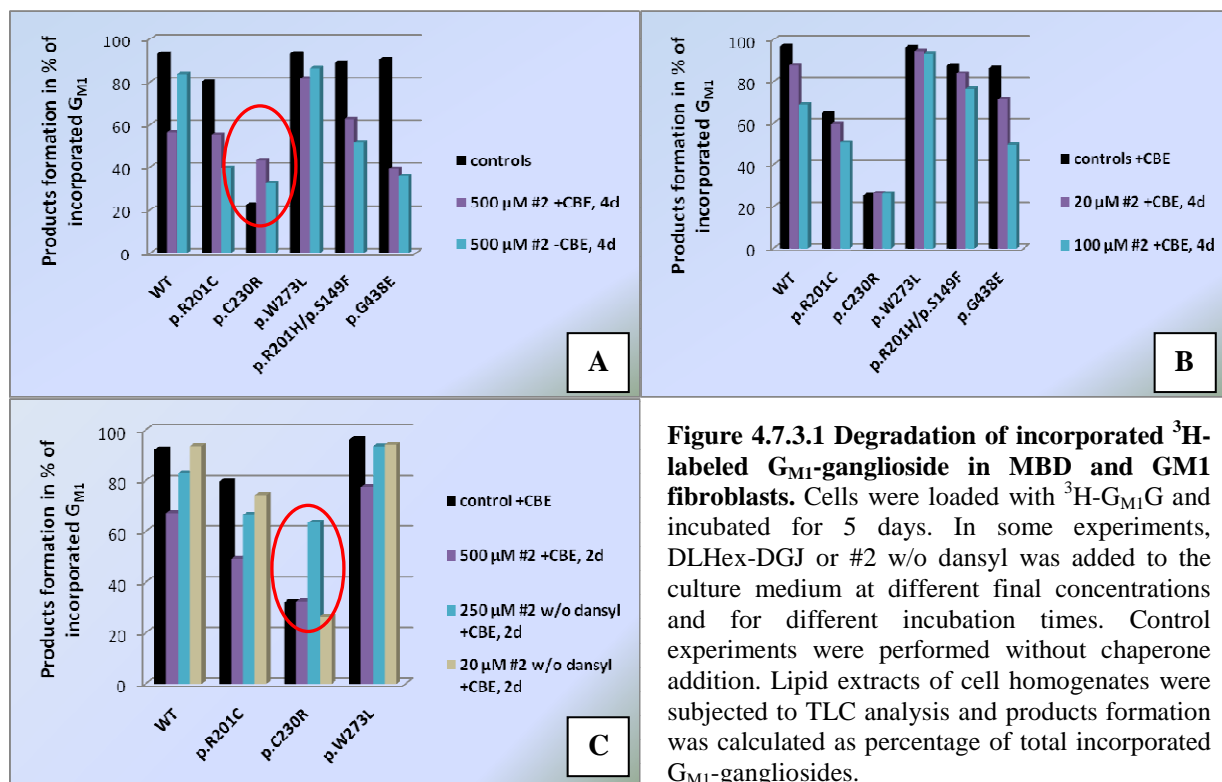 Products formation in % of
incorporated GM1
100
80
60
40
20
0
WT
p.R201C
p.C230R
p.W273L
p.R201H/p.S149F
p.G438E
controls
500 µM #2 +CBE, 4d
500 µM #2 -CBE, 4d
A
Products formation in % of
incorporated GM1
100
80
60
40
20
0
WT
p.R201C
p.C230R
p.W273L
p.R201H/p.S149F
p.G438E
controls +CBE
20 µM #2 +CBE, 4d
100 µM #2 +CBE, 4d
B
Products formation in % of
incorporated GM1
100
80
60
40
20
0
WT
p.R201C
p.C230R
p.W273L
control +CBE
500 µM #2 +CBE, 2d
250 µM #2 w/o dansyl
+CBE, 2d
20 µM #2 w/o dansyl
+CBE, 2d
C
Figure 4.7.3.1 Degradation of incorporated ³H-
labeled GM1-ganglioside in MBD and GM1
fibroblasts. Cells were loaded with ³H-GM1G and
incubated for 5 days. In some experiments,
DLHex-DGJ or #2 w/o dansyl was added to the
culture medium at different final concentrations
and for different incubation times. Control
experiments were performed without chaperone
addition. Lipid extracts of cell homogenates were
subjected to TLC analysis and products formation
was calculated as percentage of total incorporated
GM1-gangliosides.